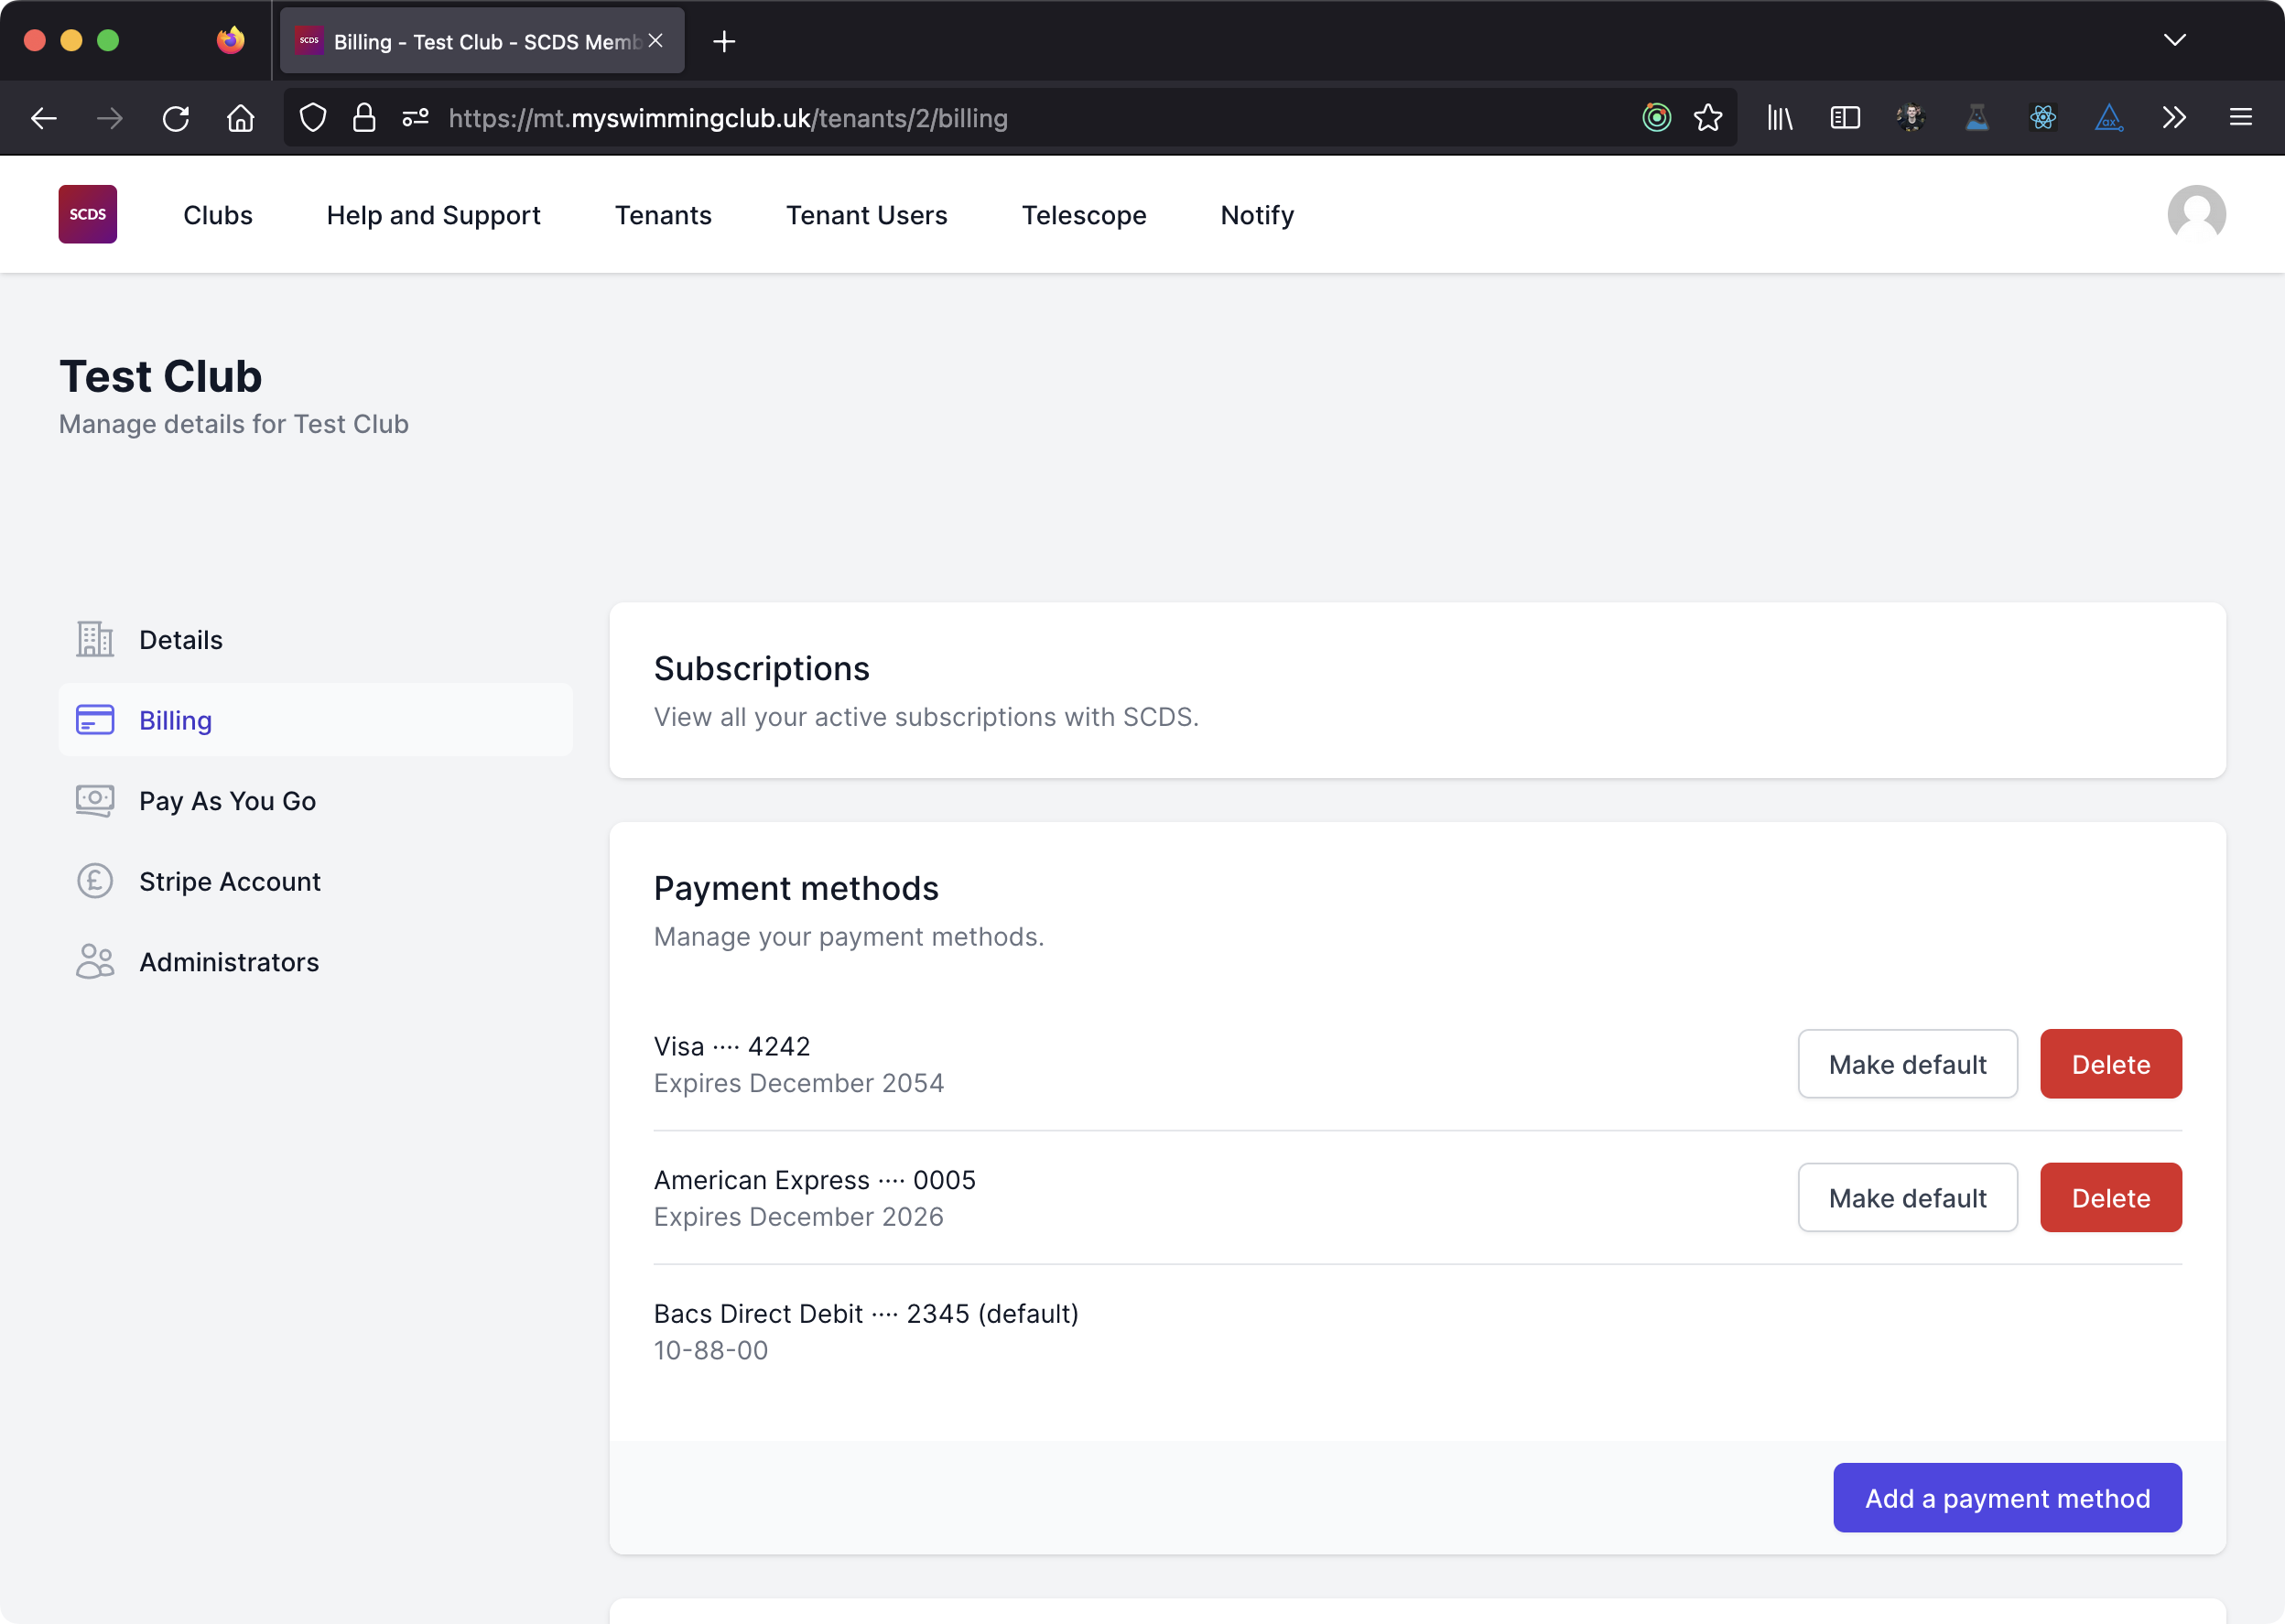 SCDS Billing - Test Club - SCDS Memb
https://mt.myswimmingclub.uk/tenants/2/billing
SCDS Clubs Help and Support Tenants Tenant Users Telescope Notify
Test Club
Manage details for Test Club
Details
Billing
Pay As You Go
£ Stripe Account
Administrators
Subscriptions
View all your active subscriptions with SCDS.
Payment methods
Manage your payment methods.
Visa ···· 4242
Expires December 2054
Make default Delete
American Express ···· 0005
Expires December 2026
Make default Delete
Bacs Direct Debit ···· 2345 (default)
10-88-00
Add a payment method